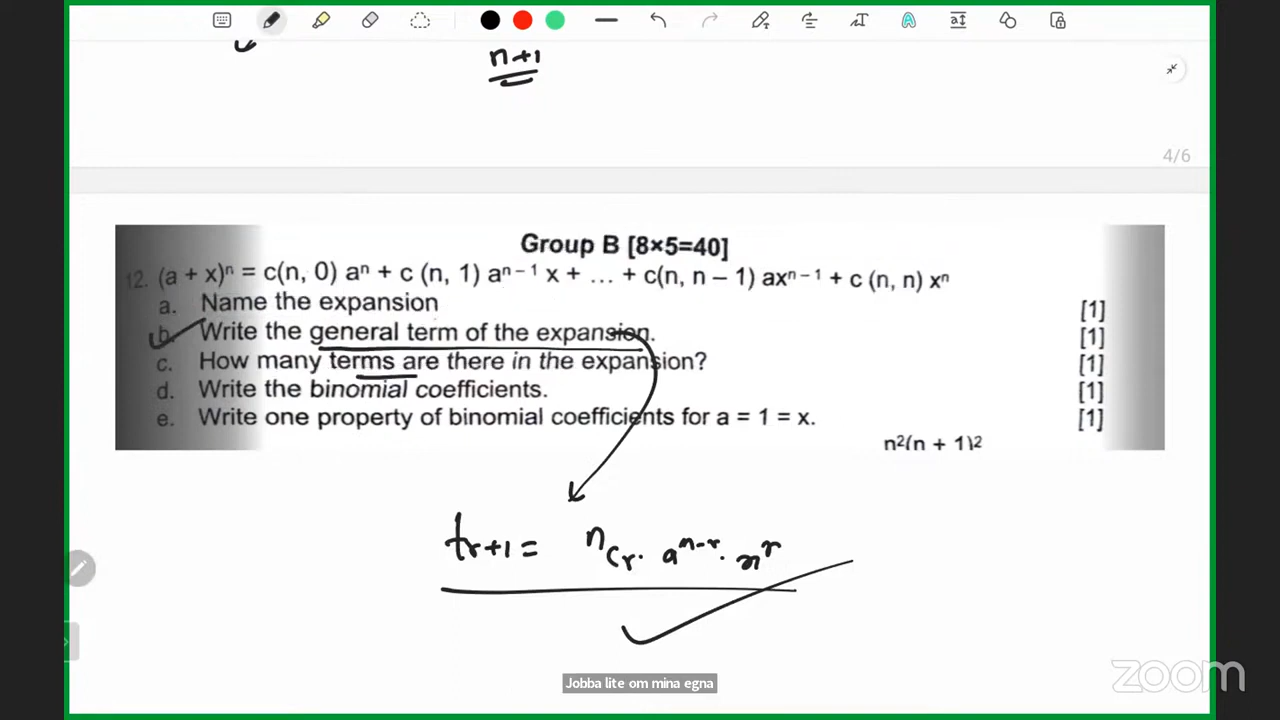 n+1
4/6
Group B [8×5=40]
12. (a + x)ⁿ = c(n, 0) aⁿ + c (n, 1) aⁿ⁻¹ x + ... + c(n, n – 1) axⁿ⁻¹ + c (n, n) xⁿ
a. Name the expansion [1]
b. Write the general term of the expansion. [1]
c. How many terms are there in the expansion? [1]
d. Write the binomial coefficients. [1]
e. Write one property of binomial coefficients for a = 1 = x. [1]
n²(n + 1)²
tr+1 = nCr. aⁿ⁻ʳ. xʳ
Jobba lite om mina egna
zoom